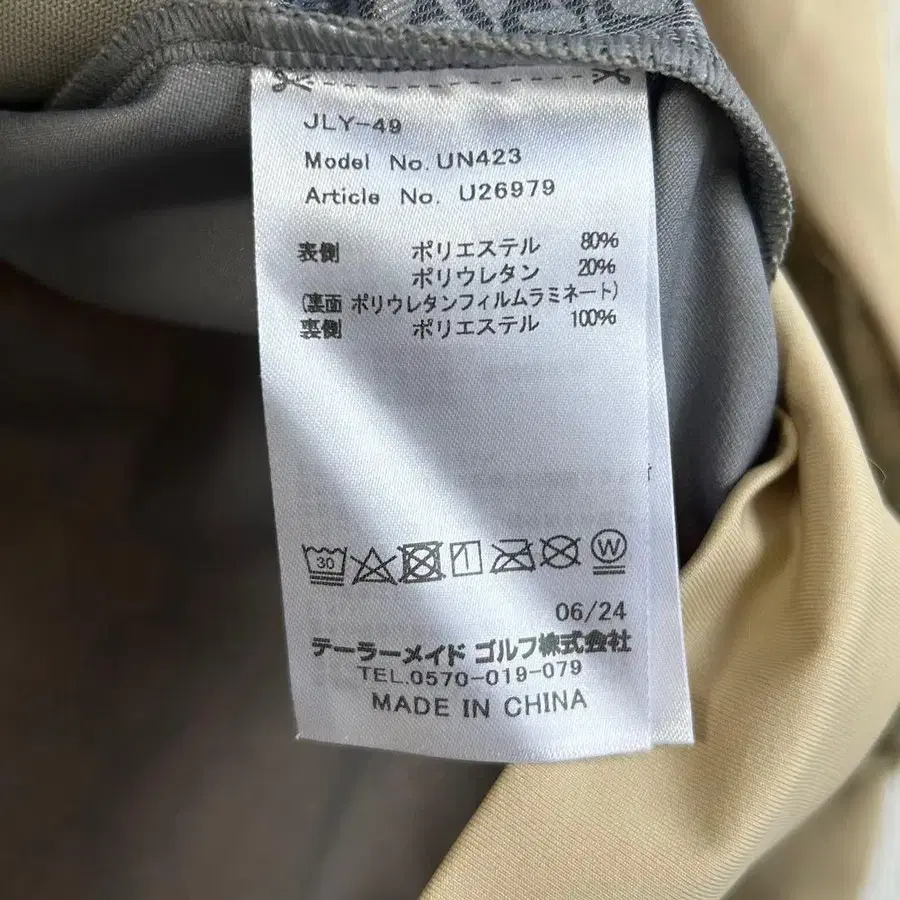 JLY-49
Model No. UN423
Article No. U26979
表側 ポリエステル 80%
ポリウレタン 20%
(裏面 ポリウレタンフィルムラミネート)
裏側 ポリエステル 100%
30 W
06/24
テーラーメイド ゴルフ株式会社
TEL.0570-019-079
MADE IN CHINA